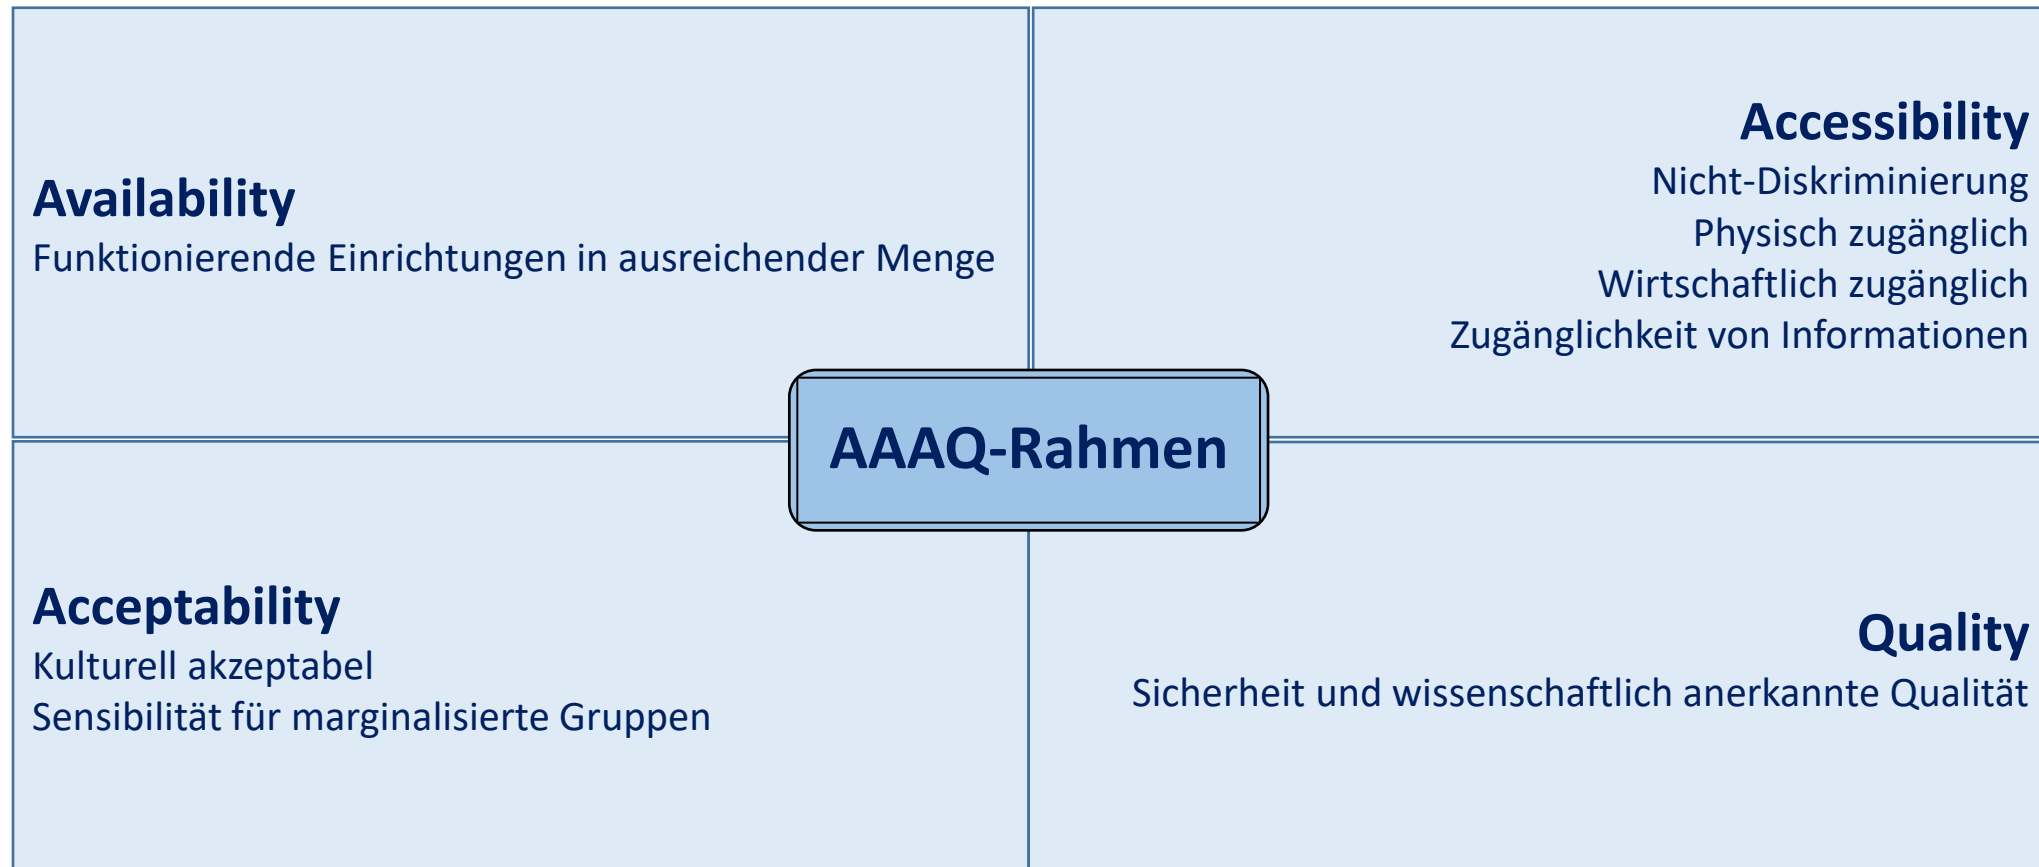 Availability
Funktionierende Einrichtungen in ausreichender Menge
Accessibility
Nicht-Diskriminierung
Physisch zugänglich
Wirtschaftlich zugänglich
Zugänglichkeit von Informationen
AAAQ-Rahmen
Acceptability
Kulturell akzeptabel
Sensibilität für marginalisierte Gruppen
Quality
Sicherheit und wissenschaftlich anerkannte Qualität